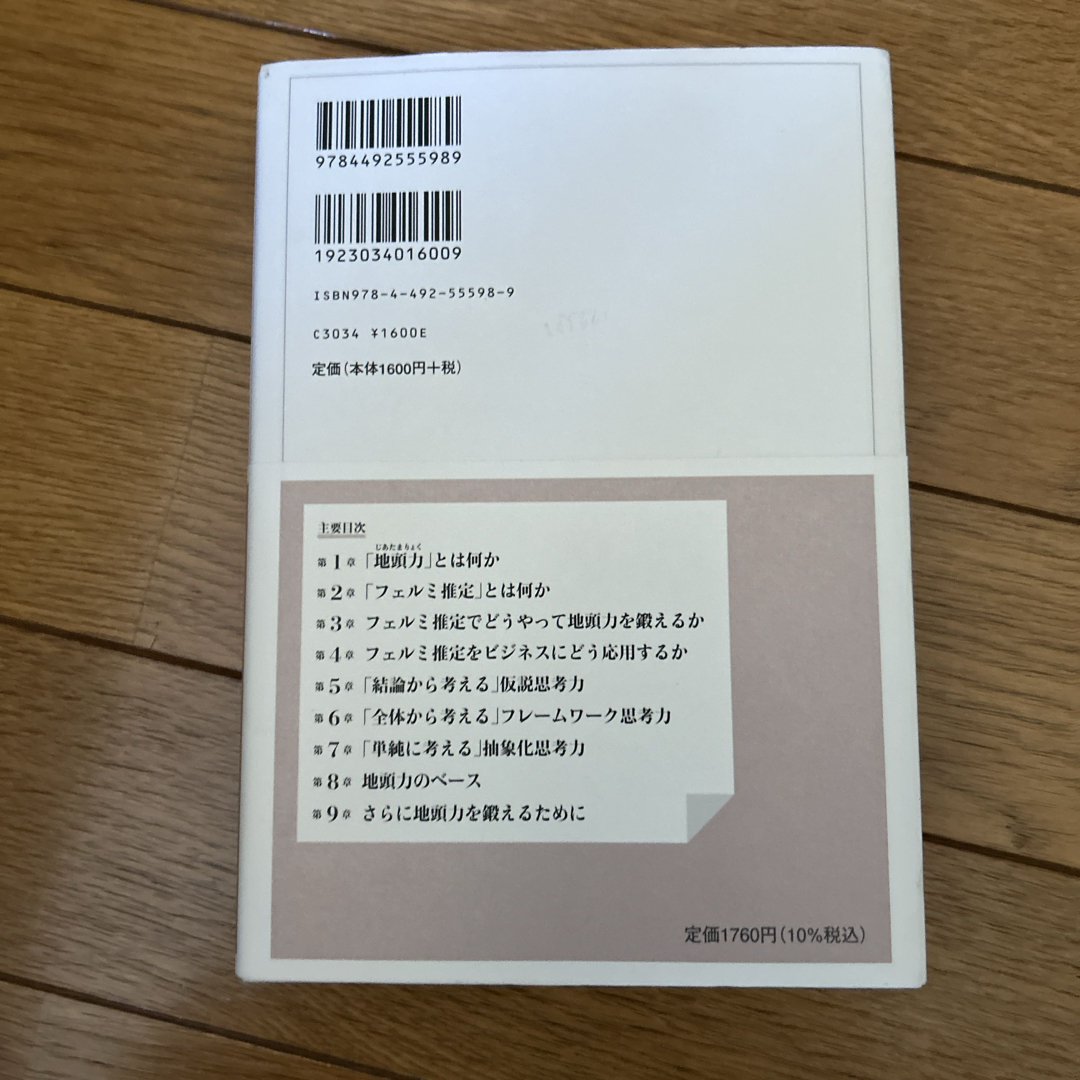 9784492555989
1923034016009
ISBN978-4-492-55598-9
C3034 ¥1600E
定価(本体1600円+税)
主要目次
じあたまりょく
第1章 「地頭力」とは何か
第2章 「フェルミ推定」とは何か
第3章 フェルミ推定でどうやって地頭力を鍛えるか
第4章 フェルミ推定をビジネスにどう応用するか
第5章 「結論から考える」仮説思考力
第6章 「全体から考える」フレームワーク思考力
第7章 「単純に考える」抽象化思考力
第8章 地頭力のベース
第9章 さらに地頭力を鍛えるために
定価1760円(10%税込)